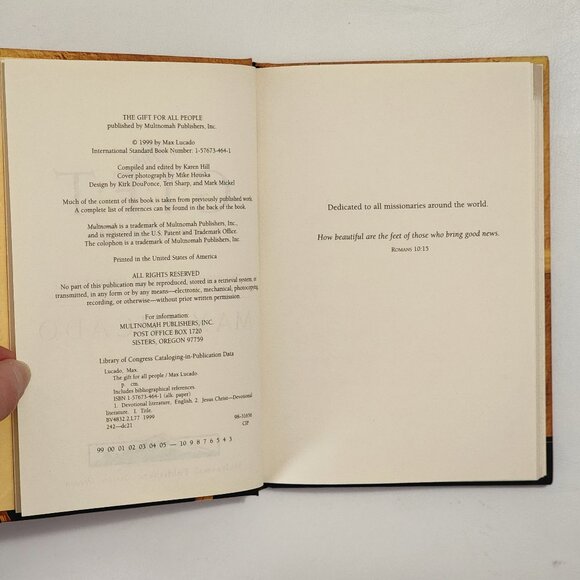 THE GIFT FOR ALL PEOPLE
published by Multnomah Publishers, Inc.
© 1999 by Max Lucado
International Standard Book Number: 1-57673-464-1
Compiled and edited by Karen Hill
Cover photograph by Mike Houska
Design by Kirk DouPonce, Teri Sharp, and Mark Mickel
Much of the content of this book is taken from previously published work.
A complete list of references can be found in the back of the book.
Multnomah is a trademark of Multnomah Publishers, Inc.,
and is registered in the U.S. Patent and Trademark Office.
The colophon is a trademark of Multnomah Publishers, Inc.
Printed in the United States of America
ALL RIGHTS RESERVED
No part of this publication may be reproduced, stored in a retrieval system, or
transmitted, in any form or by any means—electronic, mechanical, photocopying,
recording, or otherwise—without prior written permission.
For information:
MULTNOMAH PUBLISHERS, INC.
POST OFFICE BOX 1720
SISTERS, OREGON 97759
Library of Congress Cataloging-in-Publication Data
Lucado, Max.
The gift for all people / Max Lucado.
p. cm.
Includes bibliographical references.
ISBN 1-57673-464-1 (alk. paper)
1. Devotional literature, English. 2. Jesus Christ—Devotional
literature. I. Title.
BV4832.2.L77 1999
242—dc21
CIP
99 00 01 02 03 04 05 — 10 9 8 7 6 5 4 3
Dedicated to all missionaries around the world.
How beautiful are the feet of those who bring good news.
ROMANS 10:15